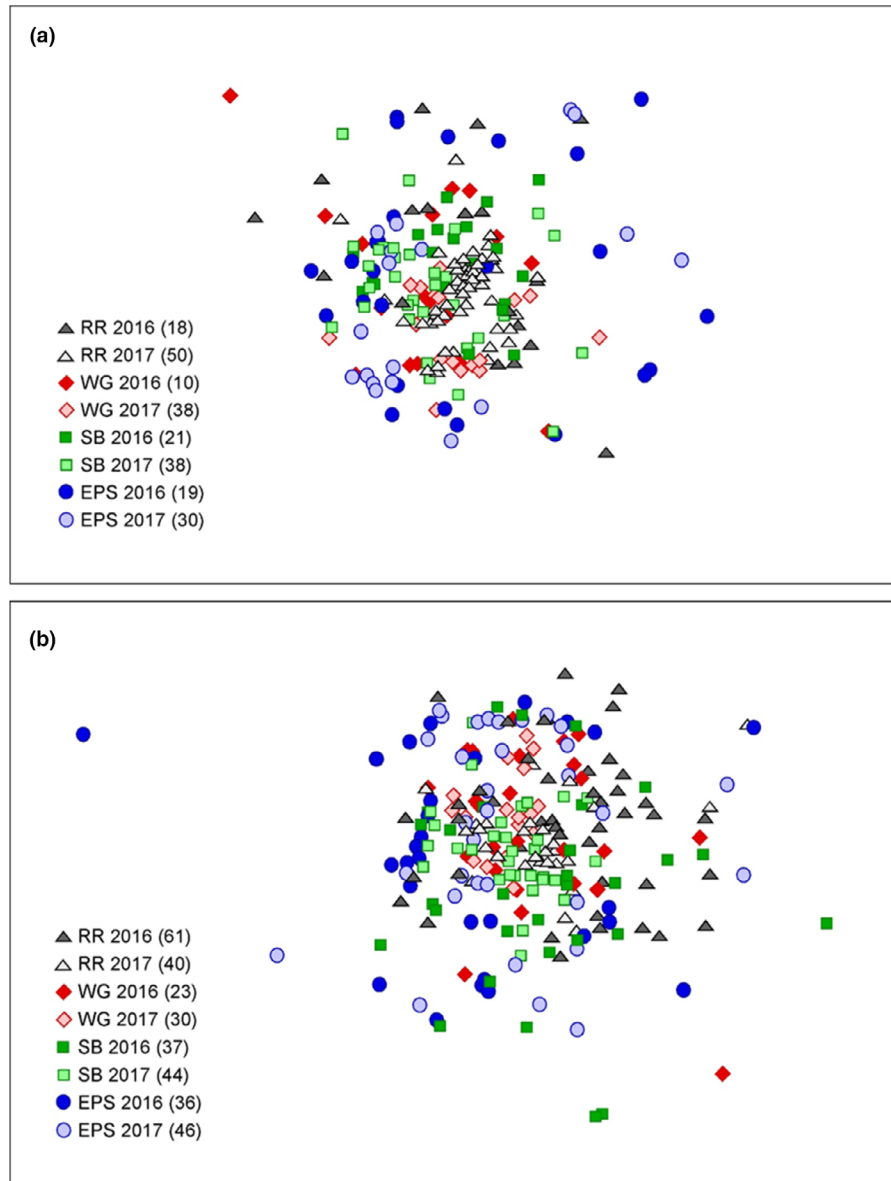 (a)
RR 2016 (18)
RR 2017 (50)
WG 2016 (10)
WG 2017 (38)
SB 2016 (21)
SB 2017 (38)
EPS 2016 (19)
EPS 2017 (30)
(b)
RR 2016 (61)
RR 2017 (40)
WG 2016 (23)
WG 2017 (30)
SB 2016 (37)
SB 2017 (44)
EPS 2016 (36)
EPS 2017 (46)